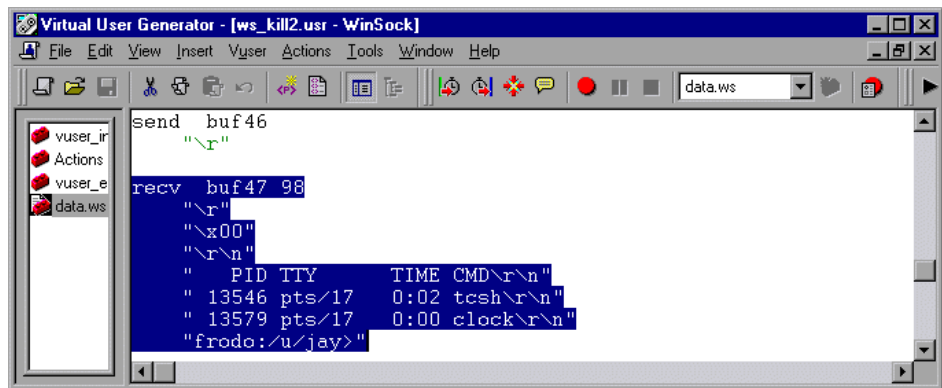 Virtual User Generator - [ws_kill2.usr - WinSock]
File Edit View Insert Vuser Actions Tools Window Help
<P> data.ws
vuser_ir
Actions
vuser_e
data.ws
send buf46
"\r"
recv buf47 98
"\r"
"\x00"
"\r\n"
"   PID TTY      TIME CMD\r\n"
" 13546 pts/17   0:02 tcsh\r\n"
" 13579 pts/17   0:00 clock\r\n"
"frodo:/u/jay>"